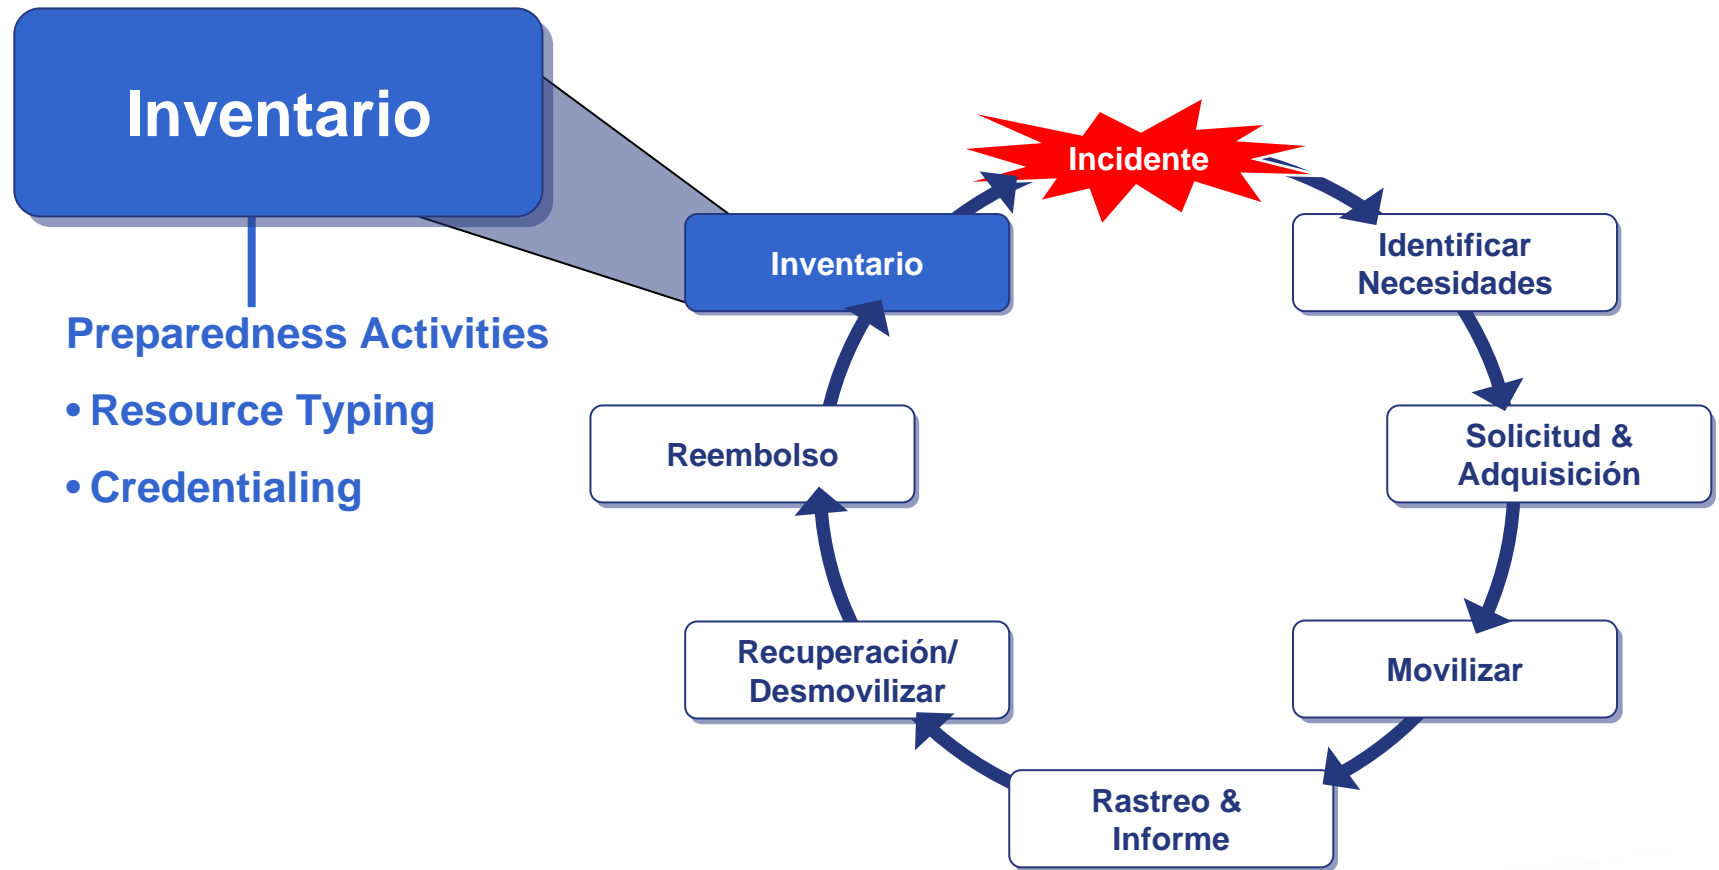 Inventario
Preparedness Activities
• Resource Typing
• Credentialing
Incidente
Inventario
Identificar
Necesidades
Solicitud &
Adquisición
Movilizar
Rastreo &
Informe
Recuperación/
Desmovilizar
Reembolso